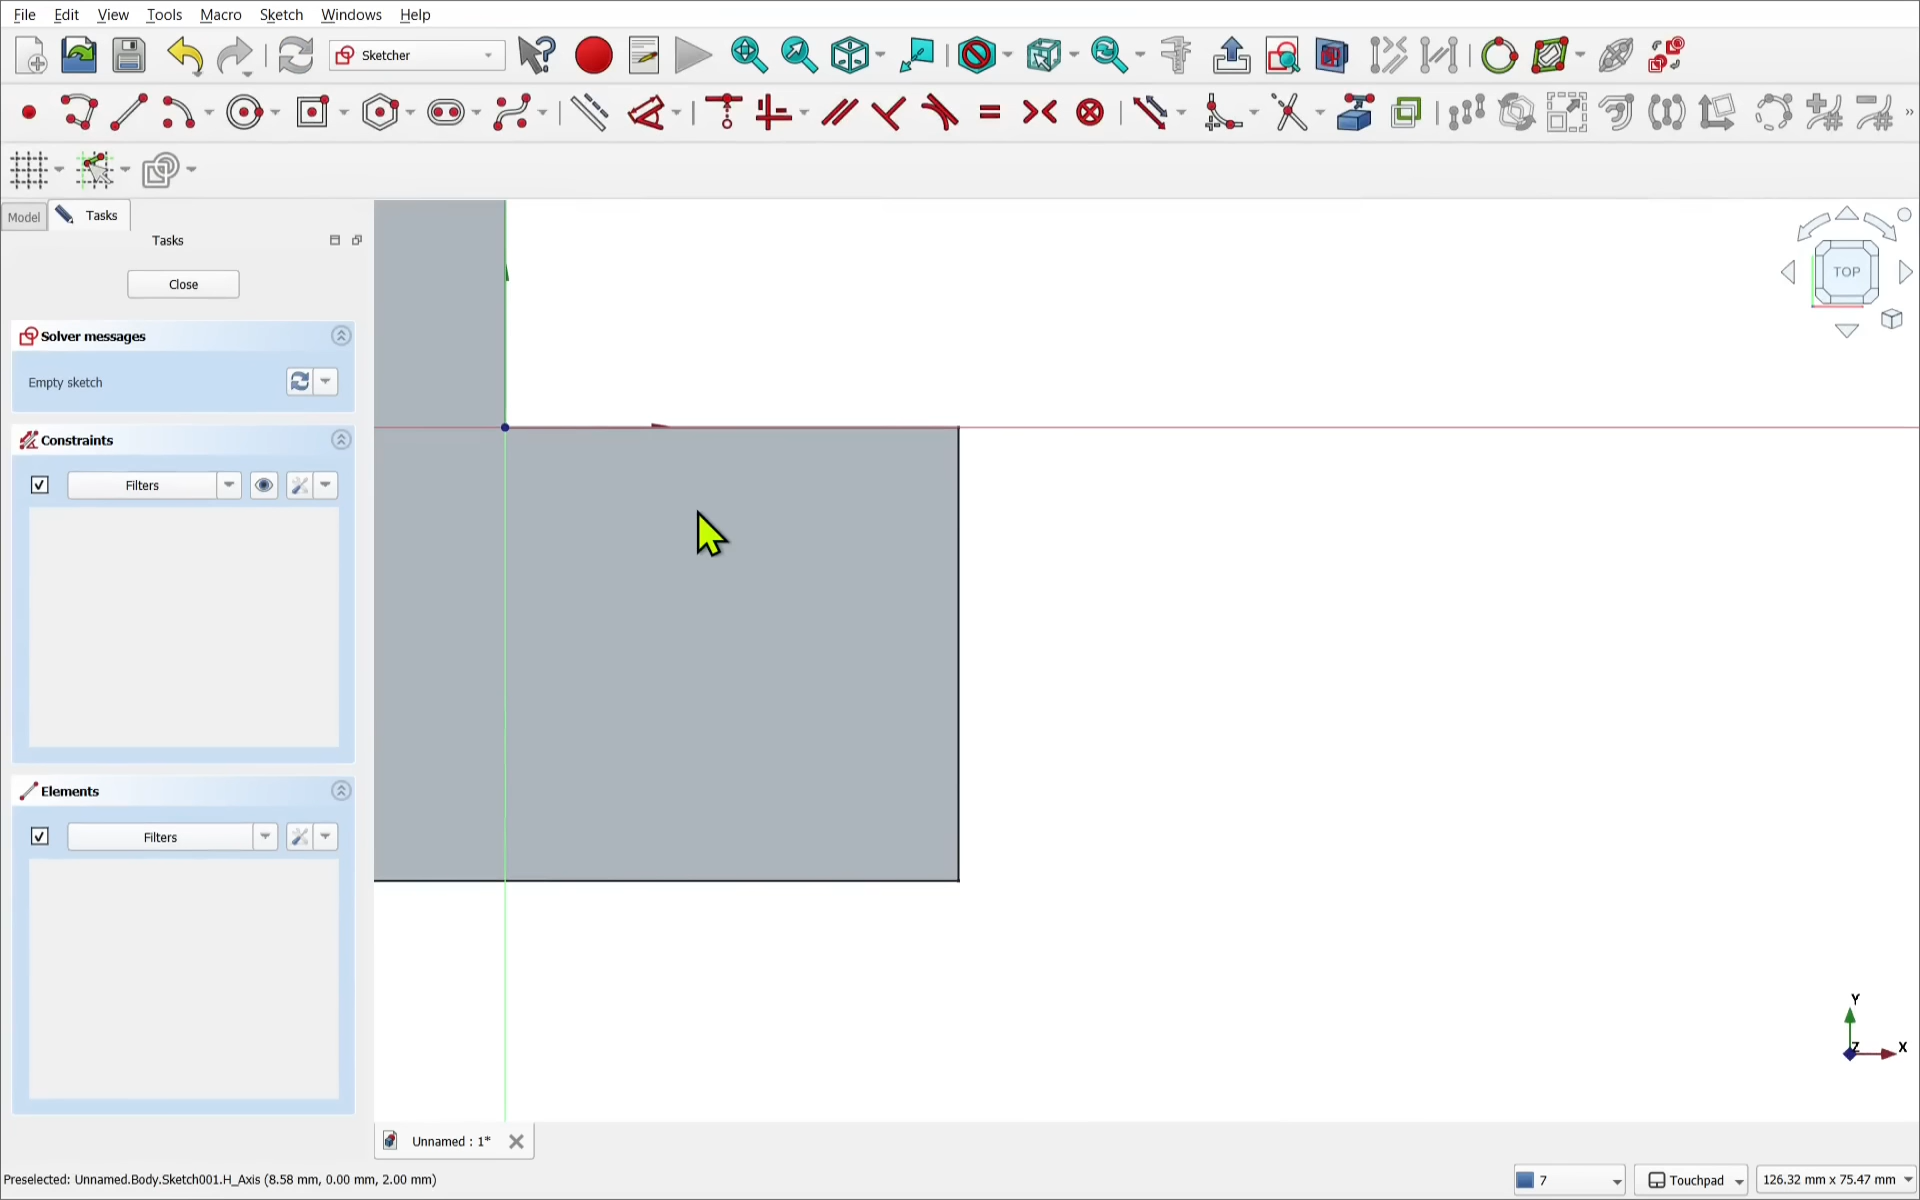 File Edit View Tools Macro Sketch Windows Help
Sketcher
Model Tasks
Tasks
Close
Solver messages
Empty sketch
Constraints
Filters
Elements
Filters
TOP
Y
Z X
Unnamed : 1*
Preselected: Unnamed.Body.Sketch001.H_Axis (8.58 mm, 0.00 mm, 2.00 mm)
7 Touchpad 126.32 mm x 75.47 mm